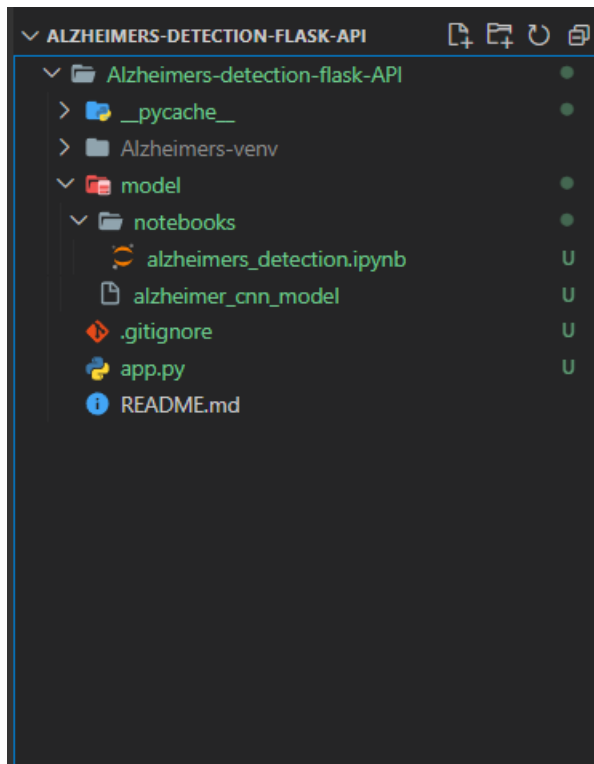 ALZHEIMERS-DETECTION-FLASK-API
Alzheimers-detection-flask-API
__pycache__
Alzheimers-venv
model
notebooks
alzheimers_detection.ipynb U
alzheimer_cnn_model U
.gitignore U
app.py U
README.md